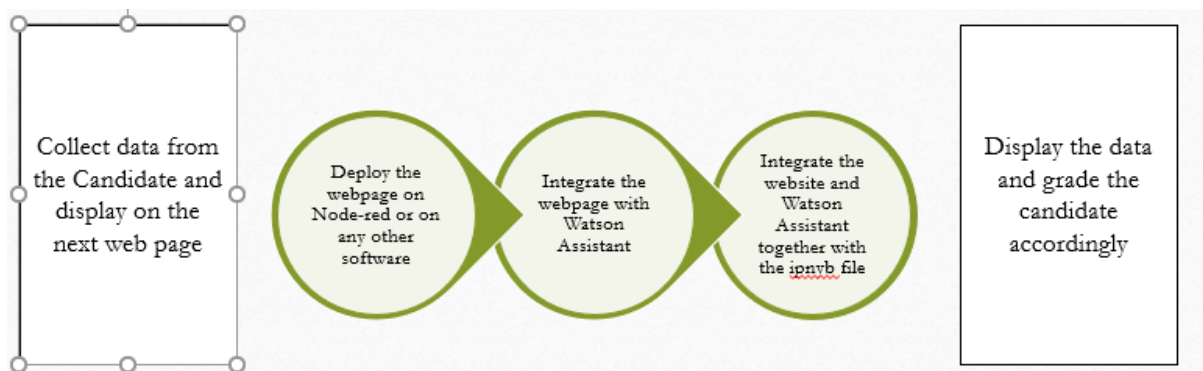 Collect data from
the Candidate and
display on the
next web page
Deploy the
webpage on
Node-red or on
any other
software
Integrate the
webpage with
Watson
Assistant
Integrate the
website and
Watson
Assistant
together with
the ipnyb file
Display the data
and grade the
candidate
accordingly